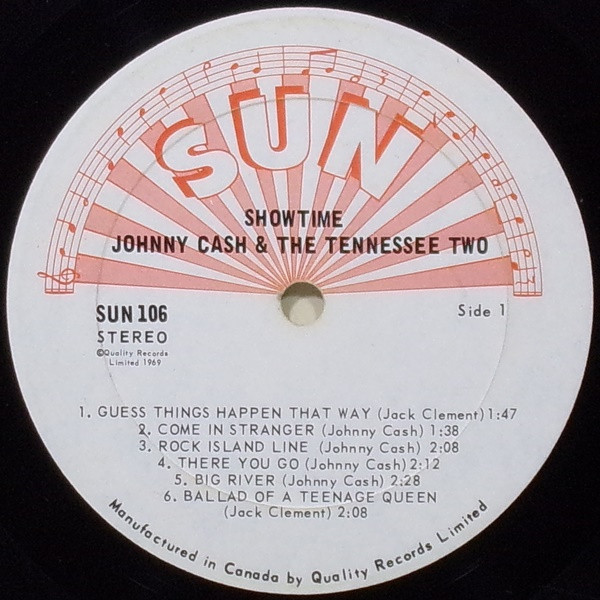 SUN
SHOWTIME
JOHNNY CASH & THE TENNESSEE TWO
SUN 106
Side 1
STEREO
©Quality Records
Limited 1969
1. GUESS THINGS HAPPEN THAT WAY (Jack Clement) 1:47
2. COME IN STRANGER (Johnny Cash) 1:38
3. ROCK ISLAND LINE (Johnny Cash) 2:08
4. THERE YOU GO (Johnny Cash) 2:12
5. BIG RIVER (Johnny Cash) 2:28
6. BALLAD OF A TEENAGE QUEEN
(Jack Clement) 2:08
Manufactured in Canada by Quality Records Limited